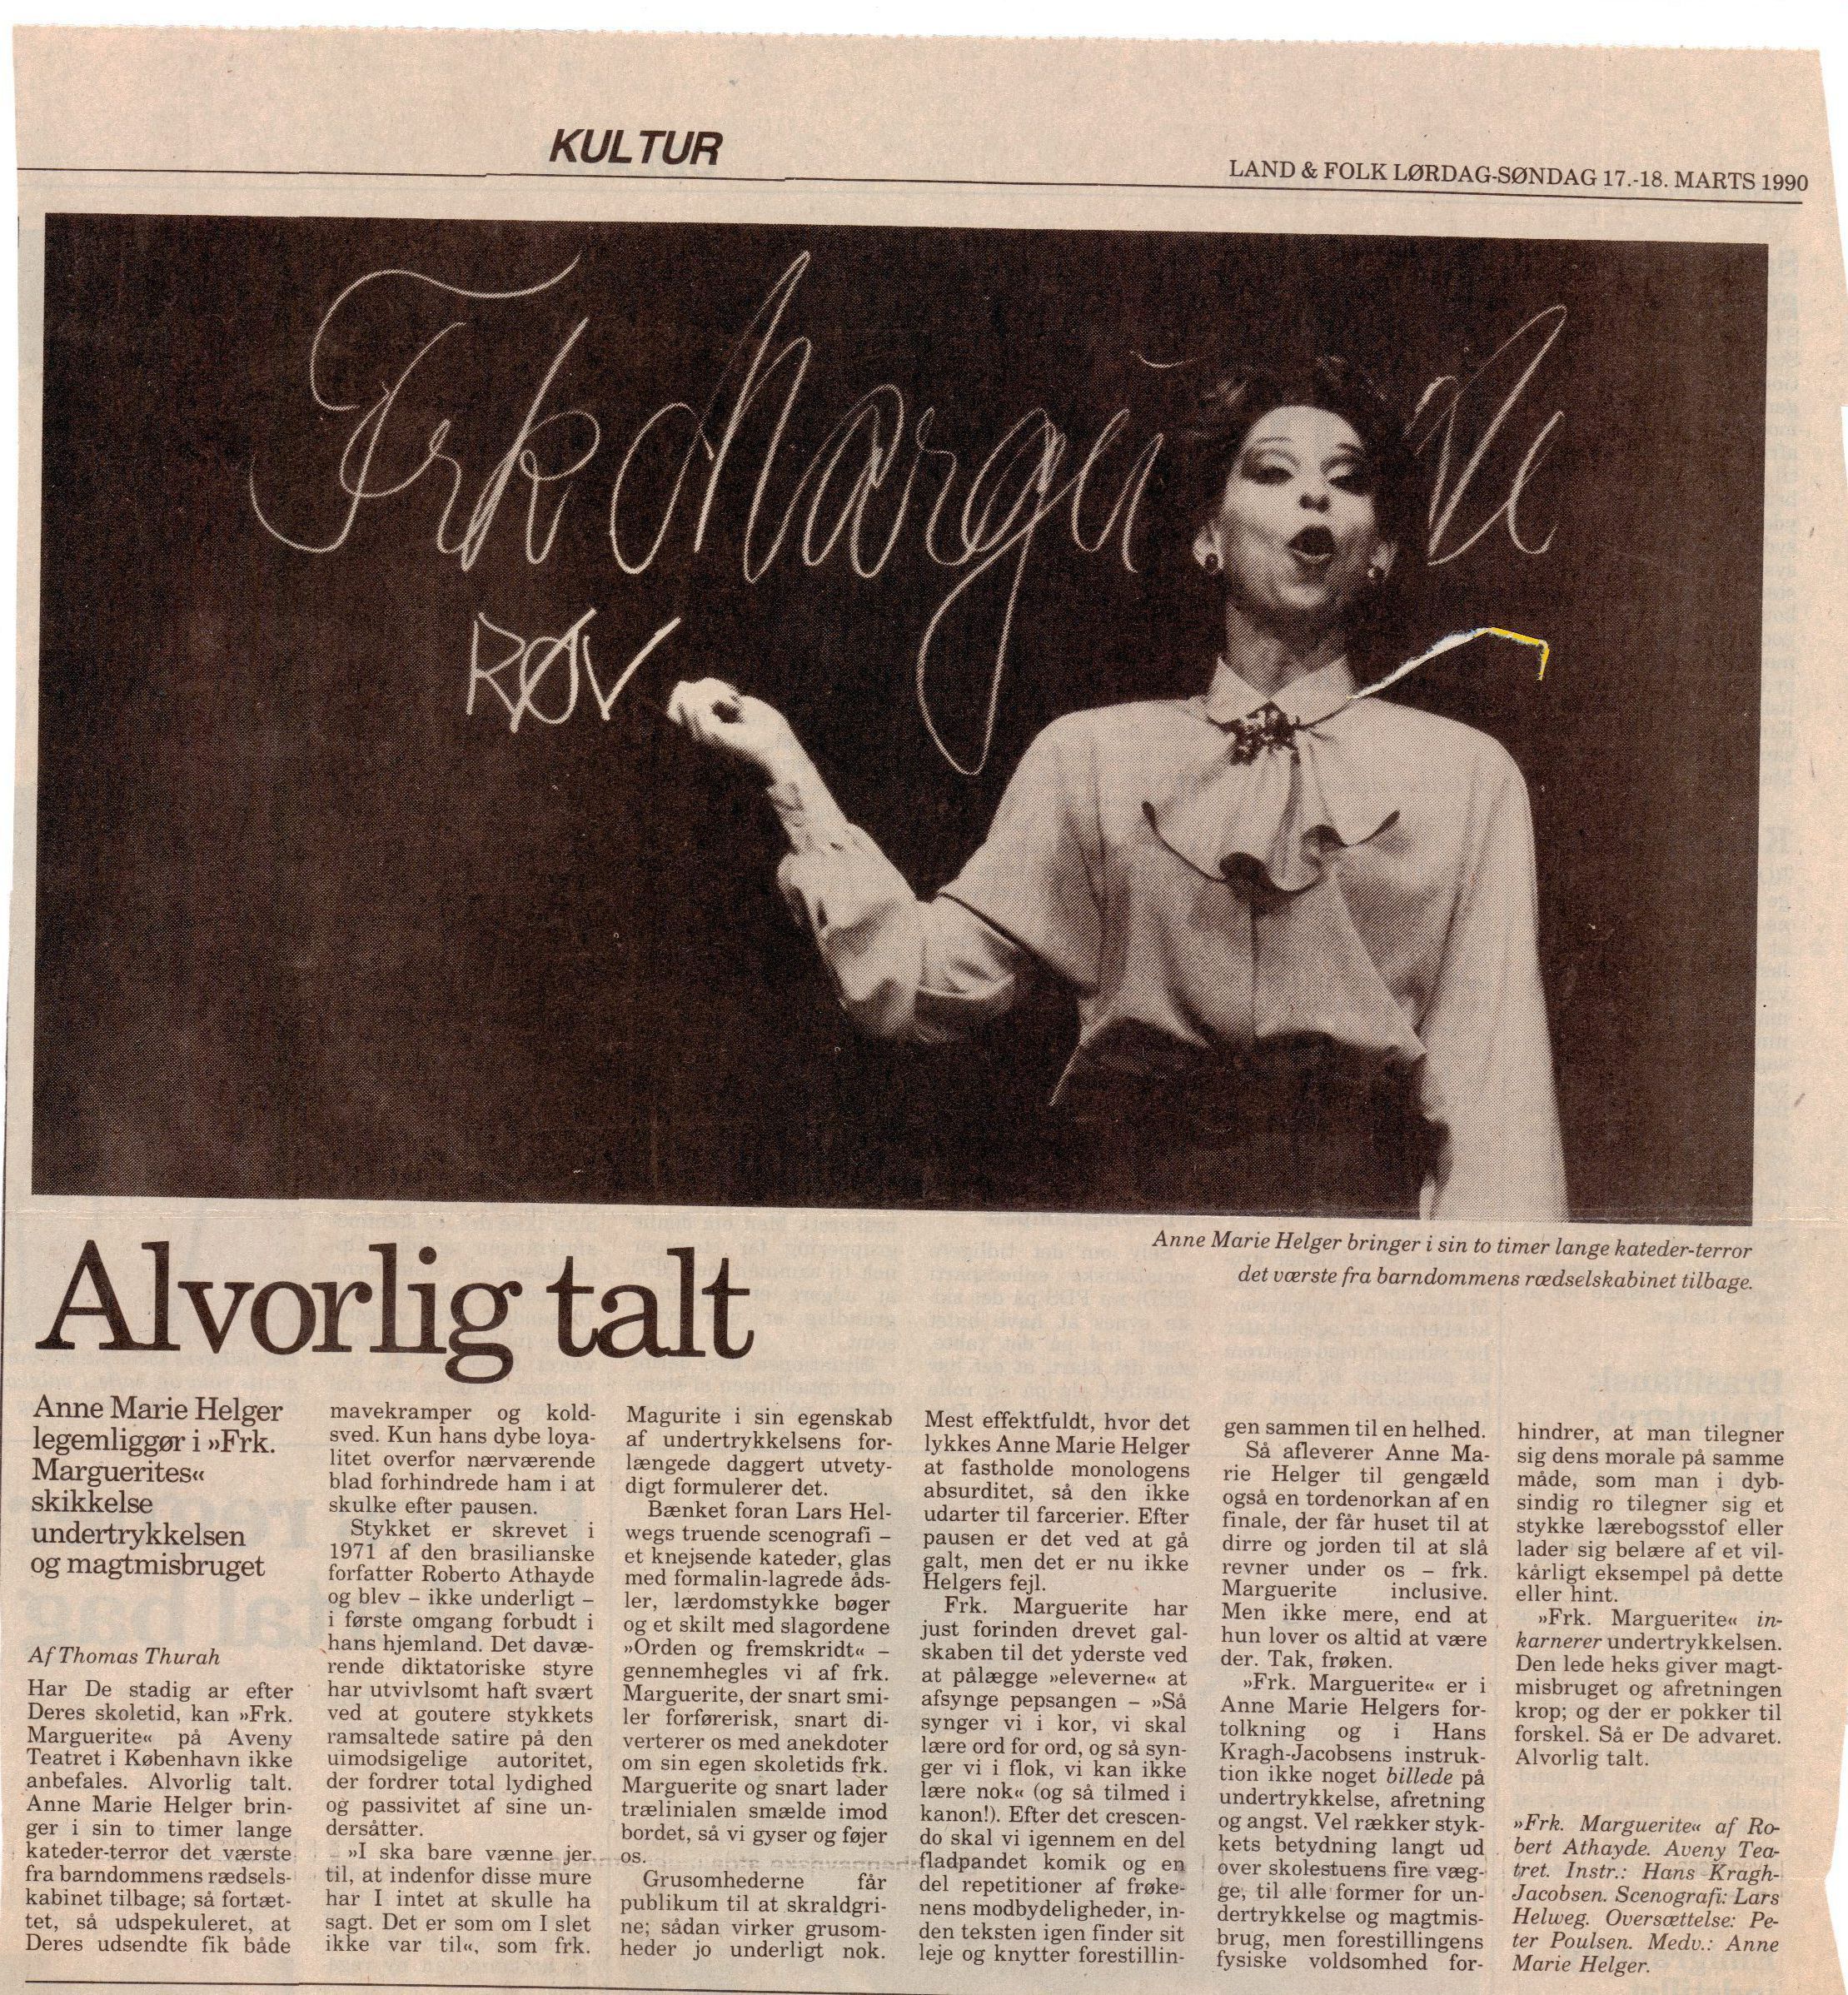 KULTUR
LAND & FOLK LØRDAG-SØNDAG 17.-18. MARTS 1990
Frk Margu te
RØV
Anne Marie Helger bringer i sin to timer lange kateder-terror
det værste fra barndommens rædselskabinet tilbage.
Alvorlig talt
Anne Marie Helger
legemliggør i »Frk.
Marguerites«
skikkelse
undertrykkelsen
og magtmisbruget
Af Thomas Thurah
Har De stadig ar efter
Deres skoletid, kan »Frk.
Marguerite« på Aveny
Teatret i København ikke
anbefales. Alvorlig talt.
Anne Marie Helger brin-
ger i sin to timer lange
kateder-terror det værste
fra barndommens rædsels-
kabinet tilbage; så fortæt-
tet, så udspekuleret, at
Deres udsendte fik både
mavekramper og kold-
sved. Kun hans dybe loya-
litet overfor nærværende
blad forhindrede ham i at
skulke efter pausen.
Stykket er skrevet i
1971 af den brasilianske
forfatter Roberto Athayde
og blev – ikke underligt –
i første omgang forbudt i
hans hjemland. Det davæ-
rende diktatoriske styre
har utvivlsomt haft svært
ved at goutere stykkets
ramsaltede satire på den
uimodsigelige autoritet,
der fordrer total lydighed
og passivitet af sine un-
dersåtter.
»I ska bare vænne jer
til, at indenfor disse mure
har I intet at skulle ha
sagt. Det er som om I slet
ikke var til«, som frk.
Magurite i sin egenskab
af undertrykkelsens for-
længede daggert utvety-
digt formulerer det.
Bænket foran Lars Hel-
wegs truende scenografi –
et knejsende kateder, glas
med formalin-lagrede åds-
ler, lærdomstykke bøger
og et skilt med slagordene
»Orden og fremskridt« –
gennemhegles vi af frk.
Marguerite, der snart smi-
ler forførerisk, snart di-
verterer os med anekdoter
om sin egen skoletids frk.
Marguerite og snart lader
trælinialen smælde imod
bordet, så vi gyser og føjer
os.
Grusomhederne får
publikum til at skraldgri-
ne; sådan virker grusom-
heder jo underligt nok.
Mest effektfuldt, hvor det
lykkes Anne Marie Helger
at fastholde monologens
absurditet, så den ikke
udarter til farcerier. Efter
pausen er det ved at gå
galt, men det er nu ikke
Helgers fejl.
Frk. Marguerite har
just forinden drevet gal-
skaben til det yderste ved
at pålægge »eleverne« at
afsynge pepsangen – »Så
synger vi i kor, vi skal
lære ord for ord, og så syn-
ger vi i flok, vi kan ikke
lære nok« (og så tilmed i
kanon!). Efter det crescen-
do skal vi igennem en del
fladpandet komik og en
del repetitioner af frøke-
nens modbydeligheder, in-
den teksten igen finder sit
leje og knytter forestillin-
gen sammen til en helhed.
Så afleverer Anne Ma-
rie Helger til gengæld
også en tordenorkan af en
finale, der får huset til at
dirre og jorden til at slå
revner under os – frk.
Marguerite inclusive.
Men ikke mere, end at
hun lover os altid at være
der. Tak, frøken.
»Frk. Marguerite« er i
Anne Marie Helgers for-
tolkning og i Hans
Kragh-Jacobsens instruk-
tion ikke noget billede på
undertrykkelse, afretning
og angst. Vel rækker styk-
kets betydning langt ud
over skolestuens fire væg-
ge, til alle former for un-
dertrykkelse og magtmis-
brug, men forestillingens
fysiske voldsomhed for-
hindrer, at man tilegner
sig dens morale på samme
måde, som man i dyb-
sindig ro tilegner sig et
stykke lærebogsstof eller
lader sig belære af et vil-
kårligt eksempel på dette
eller hint.
»Frk. Marguerite« in-
karnerer undertrykkelsen.
Den lede heks giver magt-
misbruget og afretningen
krop; og der er pokker til
forskel. Så er De advaret.
Alvorlig talt.
»Frk. Marguerite« af Ro-
bert Athayde. Aveny Tea-
tret. Instr.: Hans Kragh-
Jacobsen. Scenografi: Lars
Helweg. Oversættelse: Pe-
ter Poulsen. Medv.: Anne
Marie Helger.